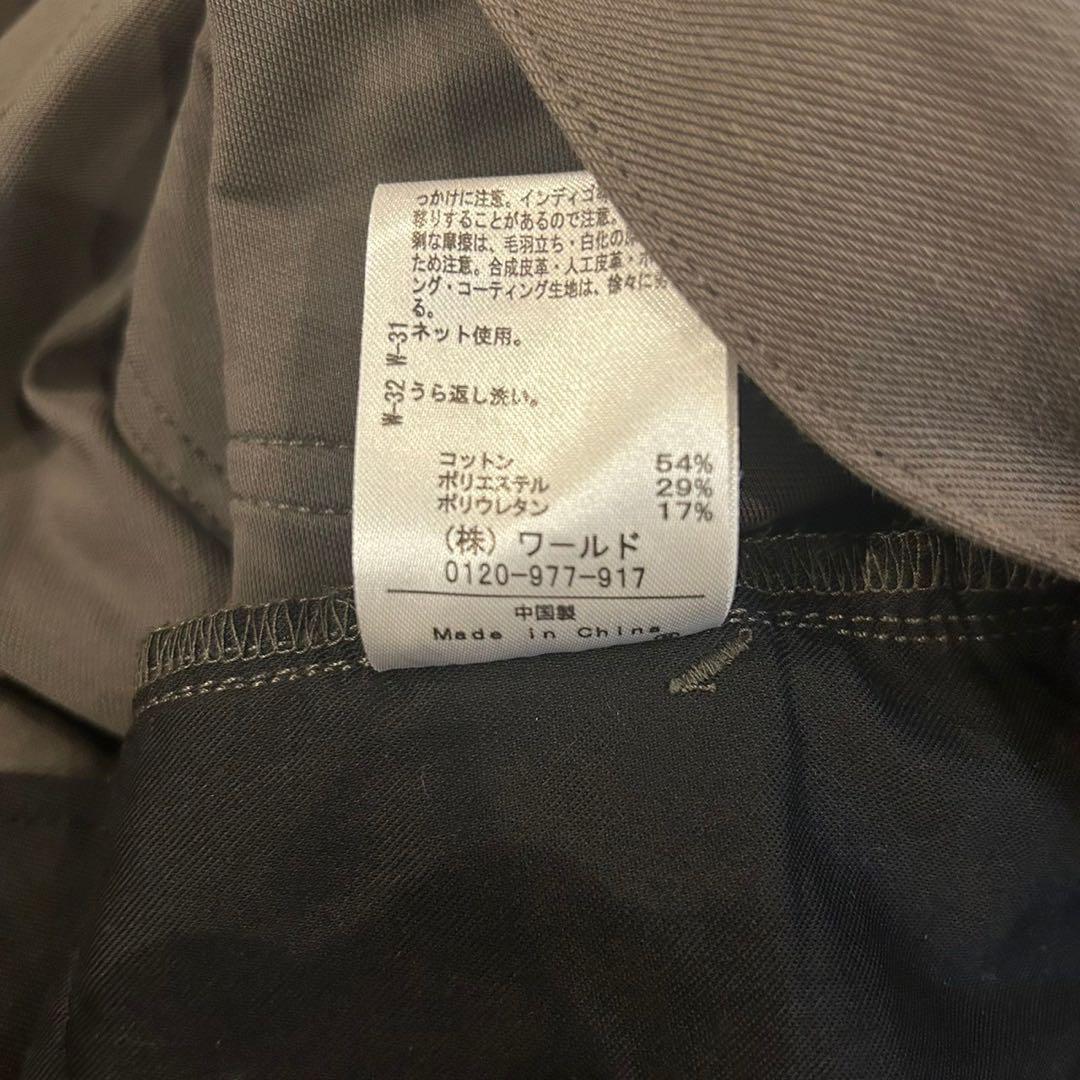 っかけに注意。インディゴ
移りすることがあるので注意。
剰な摩擦は、毛羽立ち・白化の
ため注意。合成皮革・人工皮革・
ング・コーティング生地は、徐々に
る。
W-31 ネット使用。
W-32 うら返し洗い。
コットン 54%
ポリエステル 29%
ポリウレタン 17%
(株) ワールド
0120-977-917
中国製
Made in China